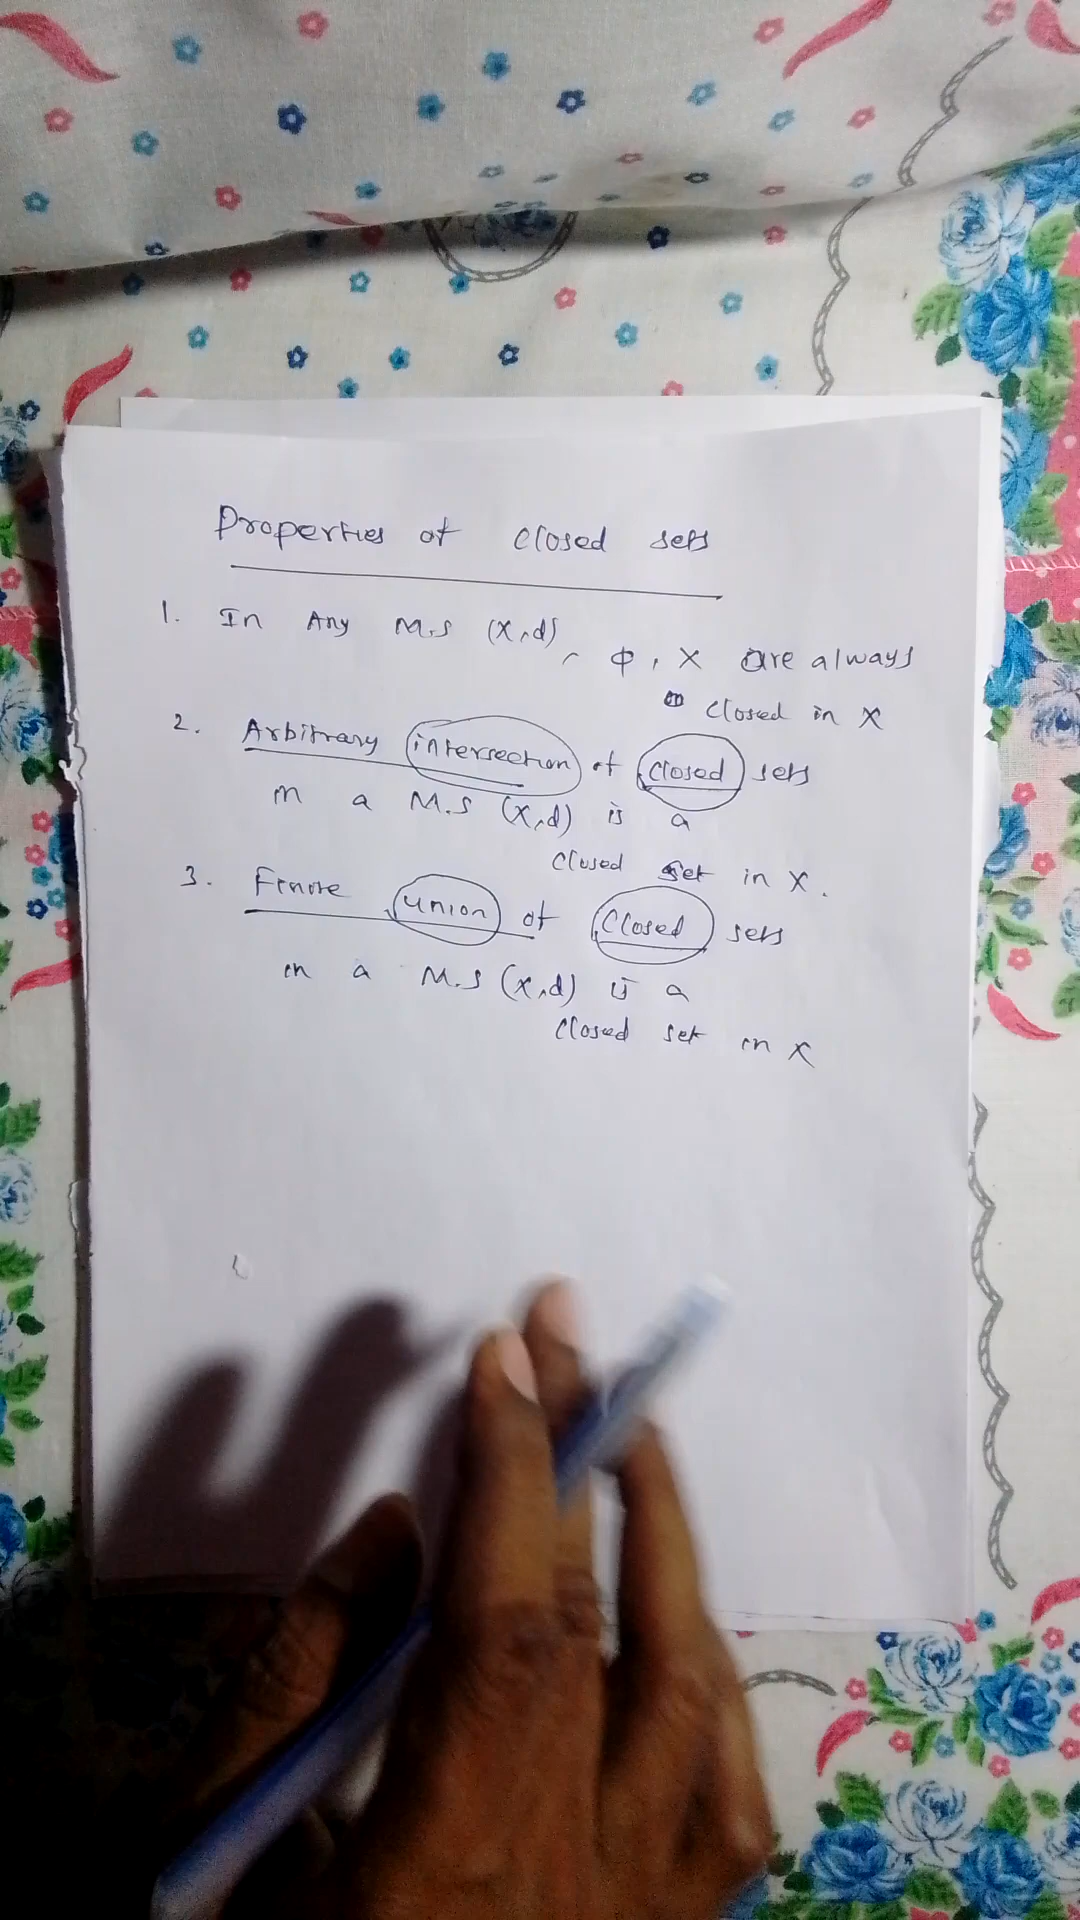 Properties of closed sets
1. In Any M.S (X,d), φ, X are always
closed in X
2. Arbitrary intersection of closed sets
in a M.S (X,d) is a
closed set in X.
3. Finite union of closed sets
in a M.S (X,d) is a
closed set in X